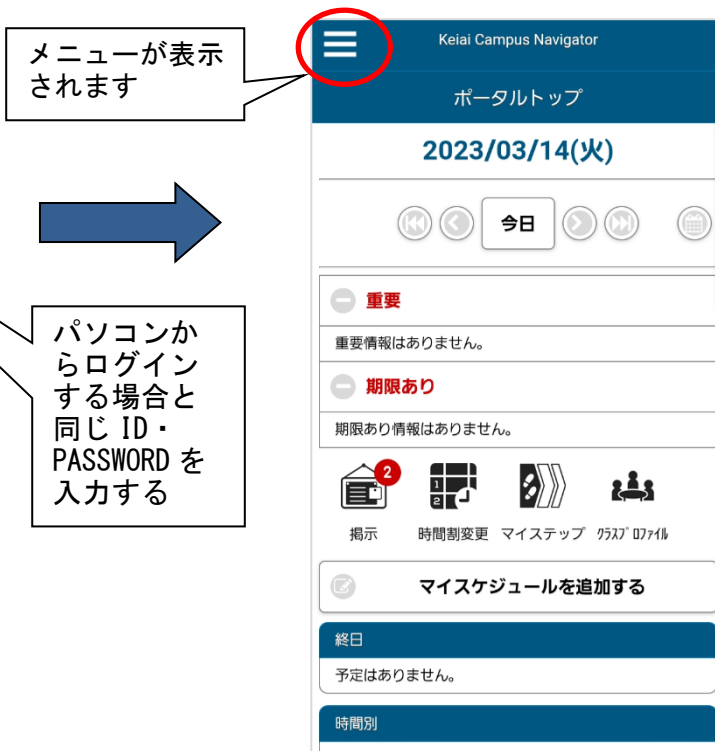 メニューが表示
されます
Keiai Campus Navigator
ポータルトップ
2023/03/14(火)
今日
重要
重要情報はありません。
期限あり
期限あり情報はありません。
パソコンか
らログイン
する場合と
同じ ID・
PASSWORD を
入力する
2
1
2
掲示
時間割変更
マイステップ
クラスプロファイル
マイスケジュールを追加する
終日
予定はありません。
時間別